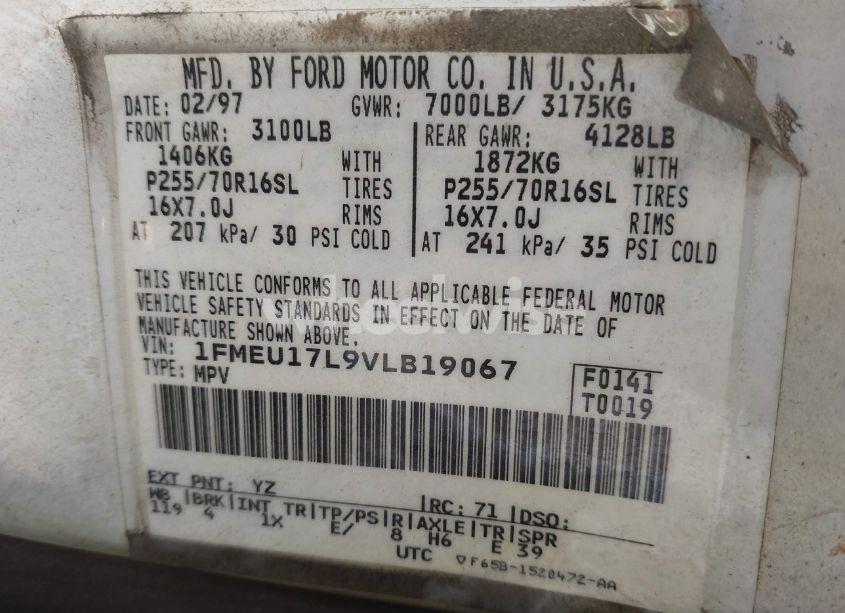 MFD. BY FORD MOTOR CO. IN U.S.A.
DATE: 02/97 GVWR: 7000LB/ 3175KG
FRONT GAWR: 3100LB REAR GAWR: 4128LB
1406KG WITH 1872KG WITH
P255/70R16SL TIRES P255/70R16SL TIRES
16X7.0J RIMS 16X7.0J RIMS
AT 207 kPa/ 30 PSI COLD AT 241 kPa/ 35 PSI COLD
THIS VEHICLE CONFORMS TO ALL APPLICABLE FEDERAL MOTOR
VEHICLE SAFETY STANDARDS IN EFFECT ON THE DATE OF
MANUFACTURE SHOWN ABOVE.
VIN: 1FMEU17L9VLB19067
TYPE: MPV
F0141
T0019
EXT PNT: YZ RC: 71 DSO:
WB BRK INT TR TP/PS R AXLE TR SPR
119 4 1X E/ 8 H6 E 39
UTC ▽F65B-1520472-AA